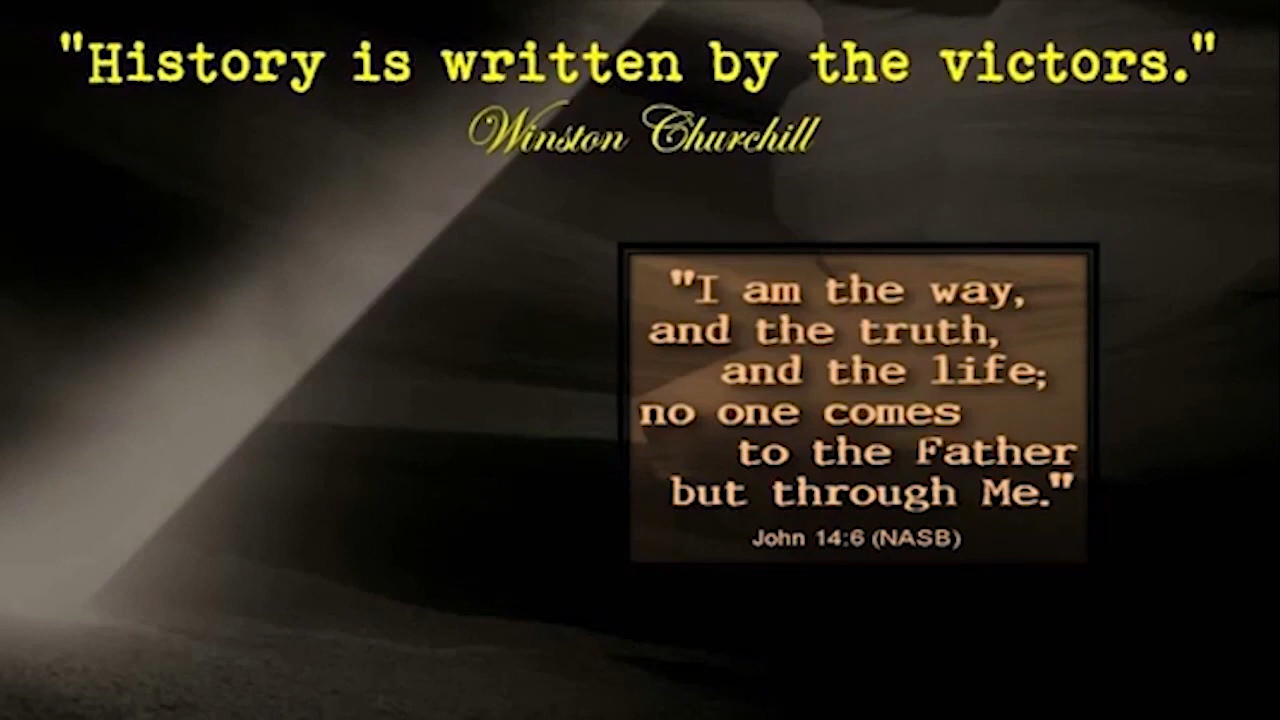 "History is written by the victors."
Winston Churchill
"I am the way,
and the truth,
and the life;
no one comes
to the Father
but through Me."
John 14:6 (NASB)